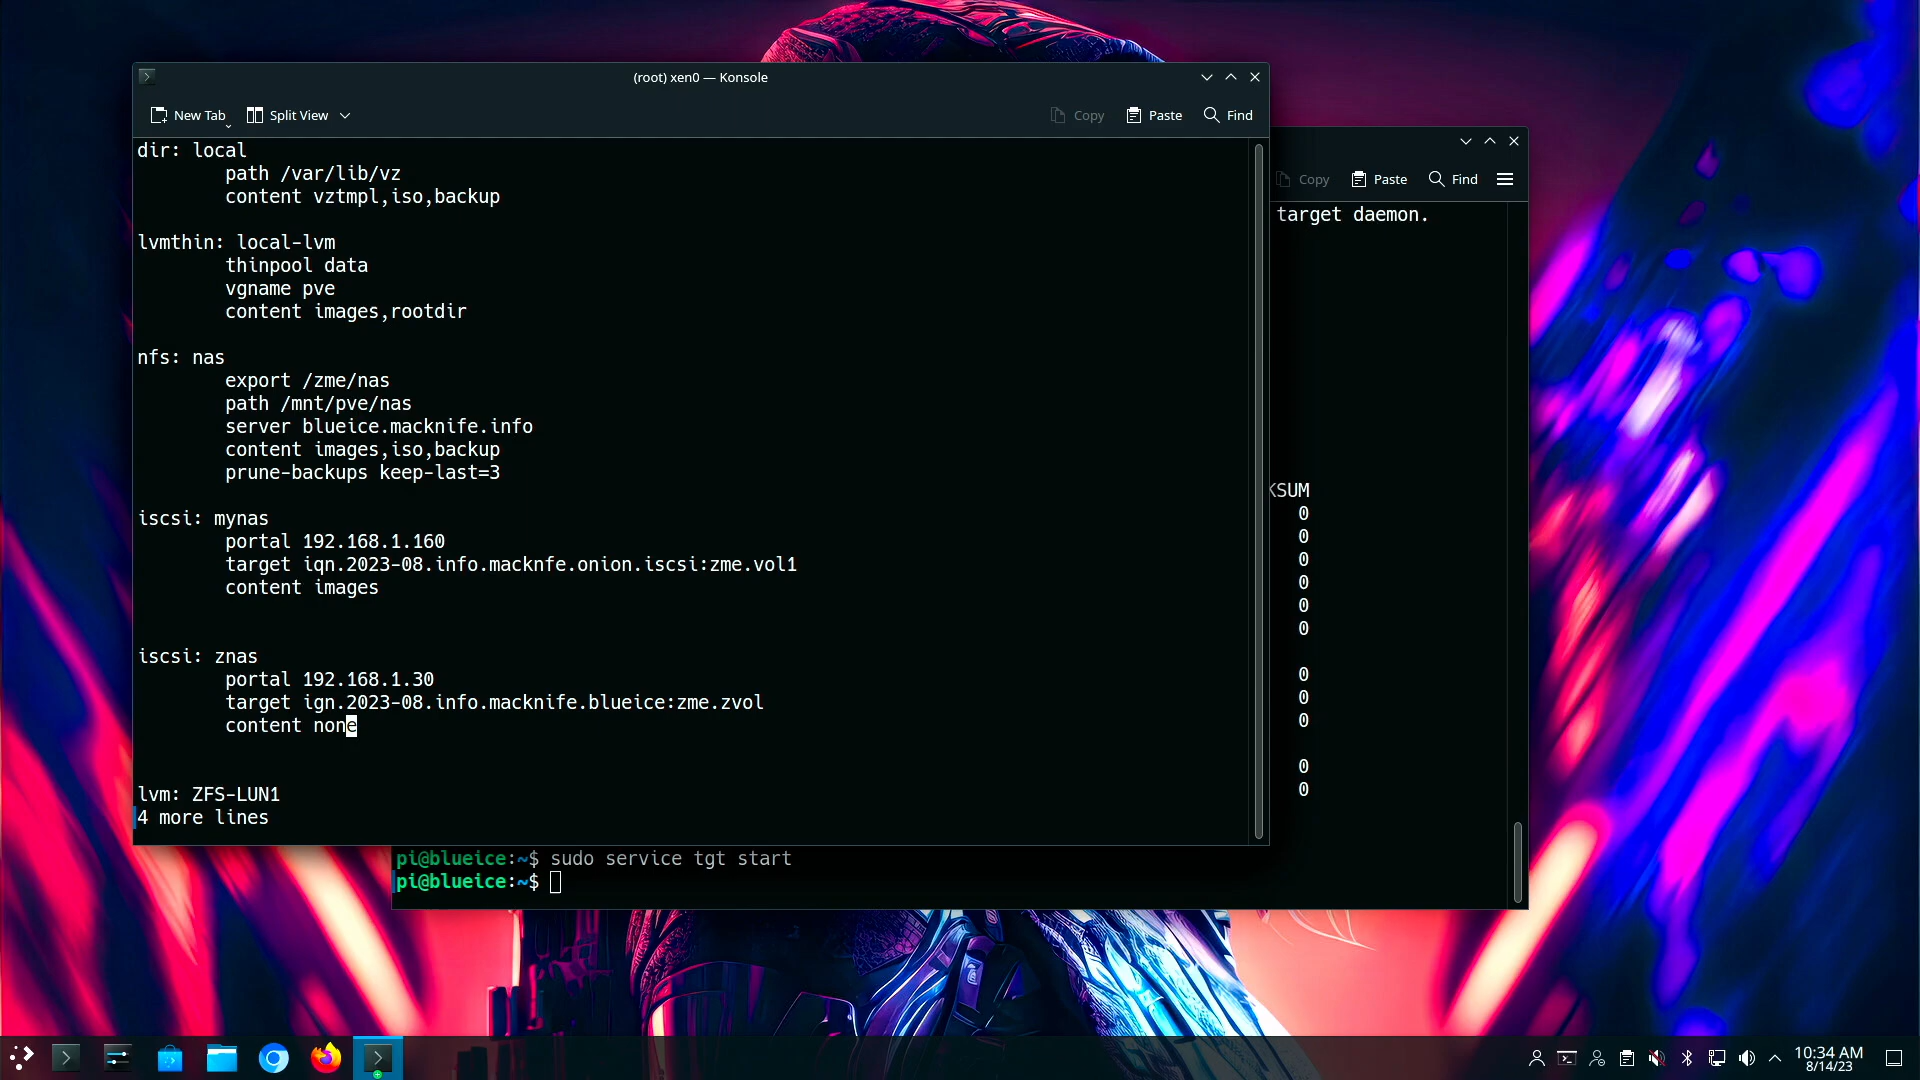 (root) xen0 — Konsole
New Tab
Split View
Copy
Paste
Find
dir: local
path /var/lib/vz
content vztmpl,iso,backup
lvmthin: local-lvm
thinpool data
vgname pve
content images,rootdir
nfs: nas
export /zme/nas
path /mnt/pve/nas
server blueice.macknife.info
content images,iso,backup
prune-backups keep-last=3
iscsi: mynas
portal 192.168.1.160
target iqn.2023-08.info.macknfe.onion.iscsi:zme.vol1
content images
iscsi: znas
portal 192.168.1.30
target ign.2023-08.info.macknife.blueice:zme.zvol
content none
lvm: ZFS-LUN1
4 more lines
Copy
Paste
Find
target daemon.
KSUM
0
0
0
0
0
0
0
0
0
0
0
pi@blueice:~$ sudo service tgt start
pi@blueice:~$
10:34 AM
8/14/23